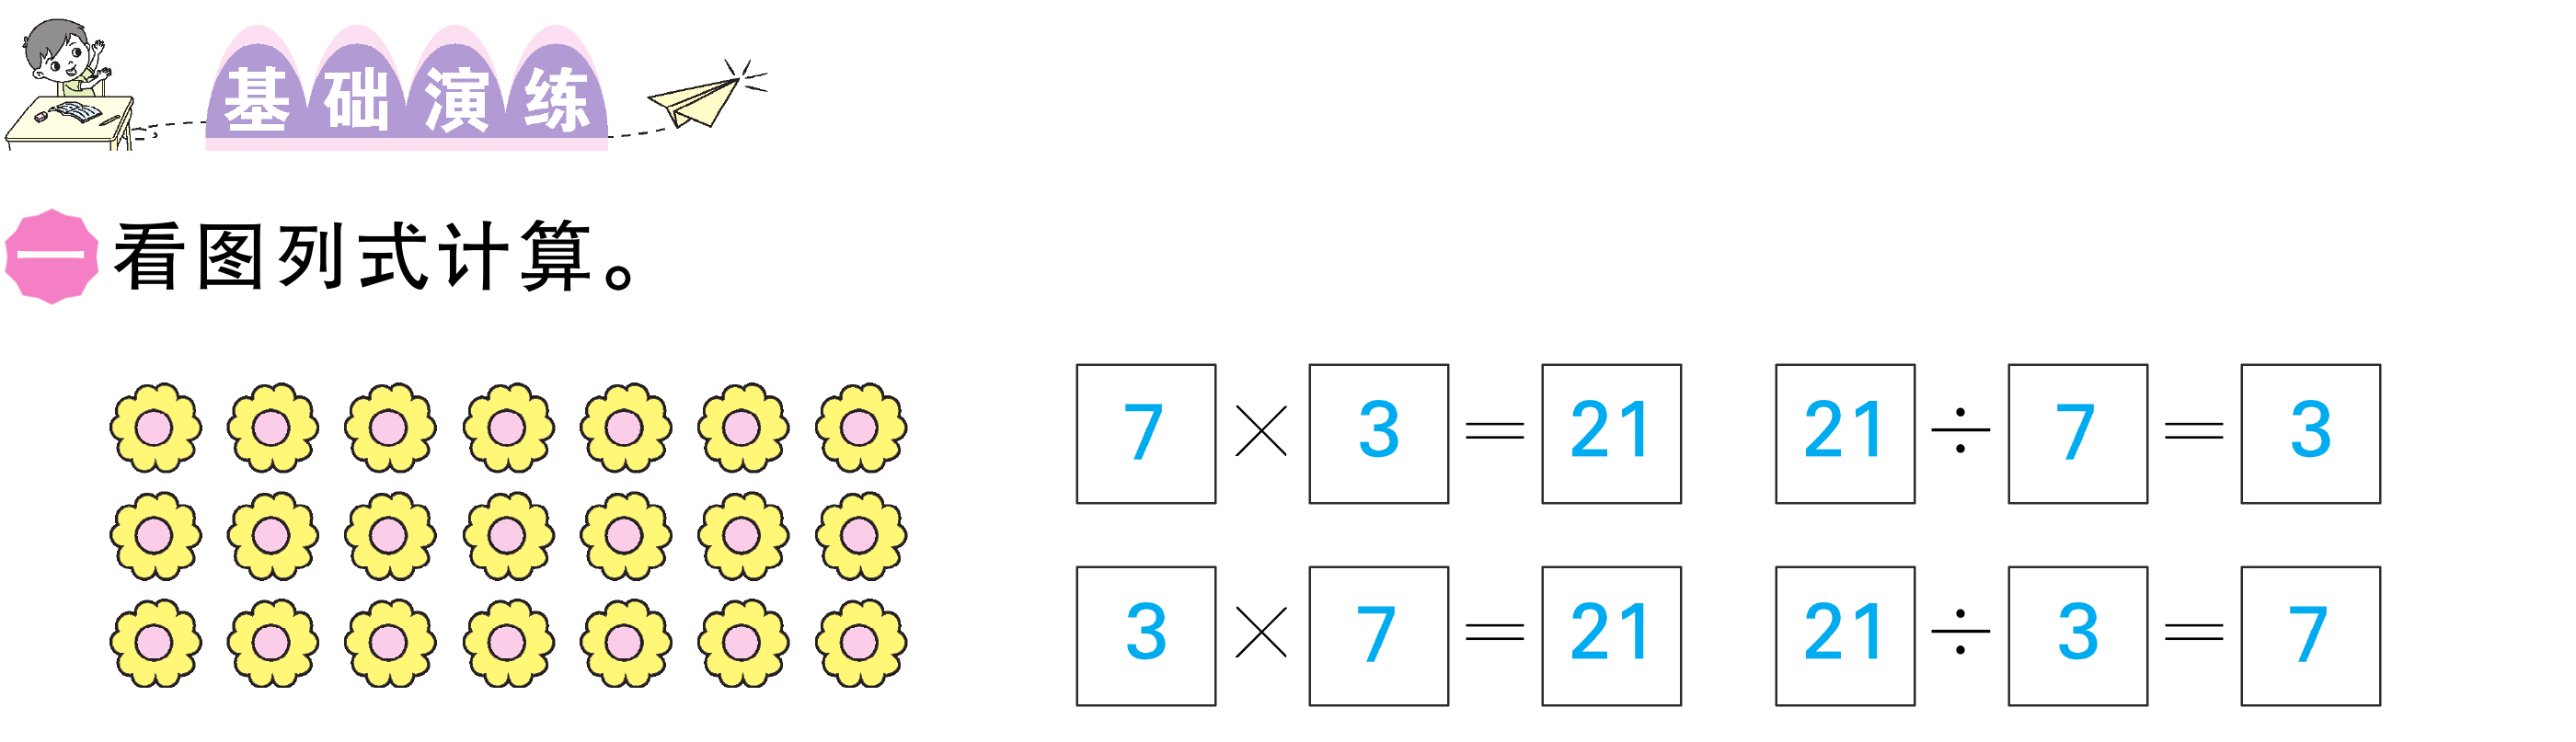 基础演练
一 看图列式计算。
7 × 3 = 21 21 ÷ 7 = 3
3 × 7 = 21 21 ÷ 3 = 7